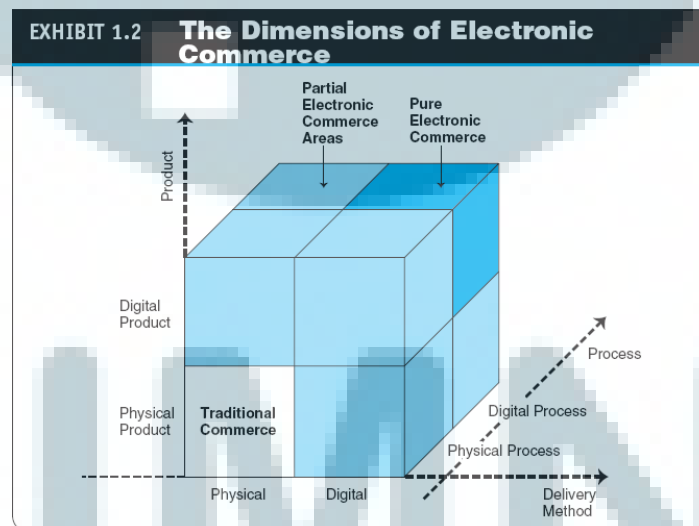 EXHIBIT 1.2 The Dimensions of Electronic
Commerce
Partial
Electronic
Commerce
Areas
Pure
Electronic
Commerce
Product
Digital
Product
Process
Physical
Product
Traditional
Commerce
Digital Process
Physical Process
Physical
Digital
Delivery
Method